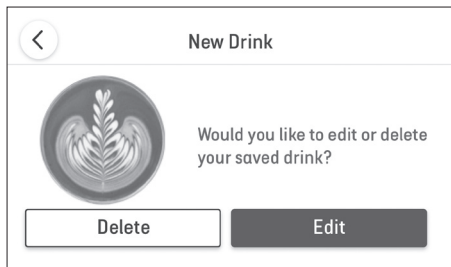 New Drink
Would you like to edit or delete
your saved drink?
Delete
Edit